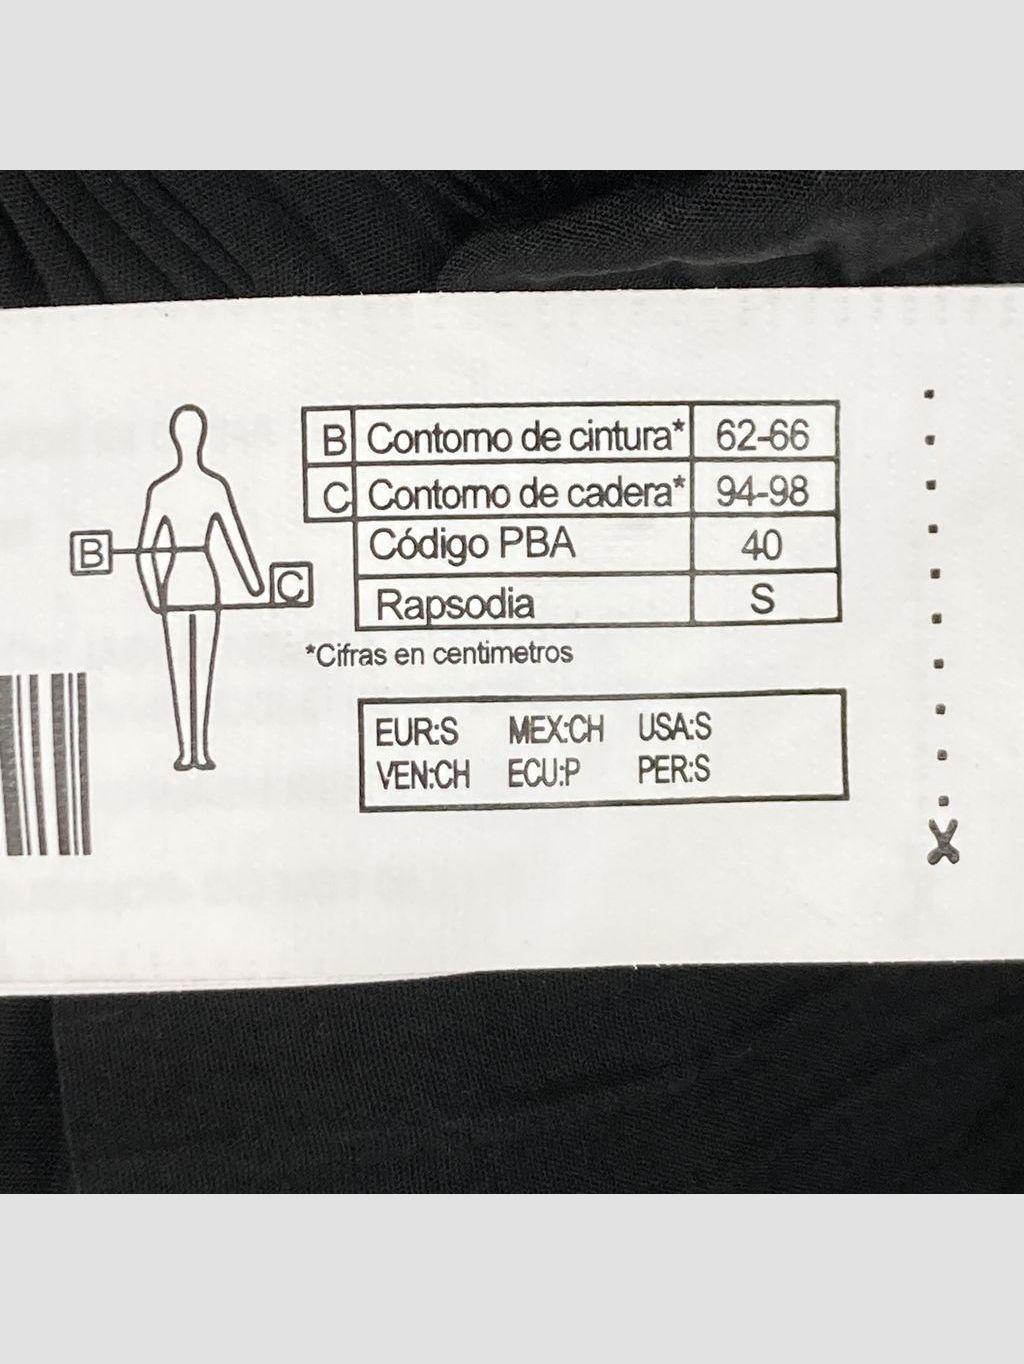 B Contorno de cintura* 62-66
C Contorno de cadera* 94-98
Código PBA 40
Rapsodia S
*Cifras en centimetros
B
C
EUR:S MEX:CH USA:S
VEN:CH ECU:P PER:S